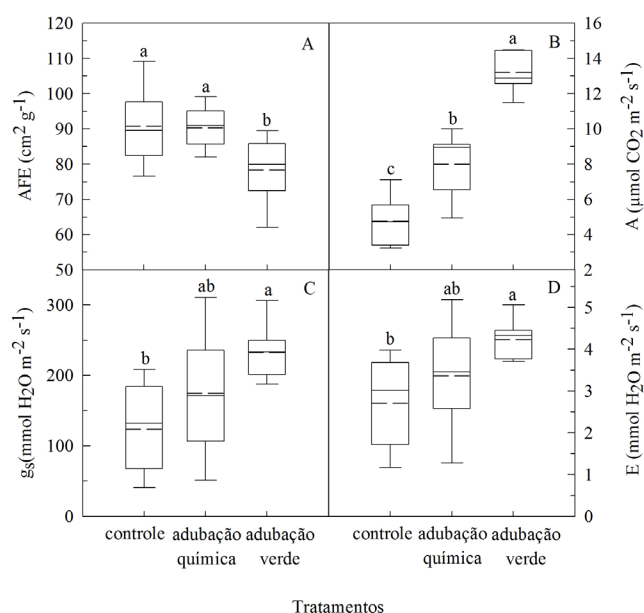 120
110
100
90
80
70
60
50
AFE (cm² g⁻¹)
A
a
a
b
16
14
12
10
8
6
4
2
A (µmol CO₂ m⁻² s⁻¹)
B
c
b
a
300
200
100
0
gₛ(mmol H₂O m⁻² s⁻¹)
C
b
ab
a
5
4
3
2
1
0
E (mmol H₂O m⁻² s⁻¹)
D
b
ab
a
controle adubação adubação
química verde
controle adubação adubação
química verde
Tratamentos